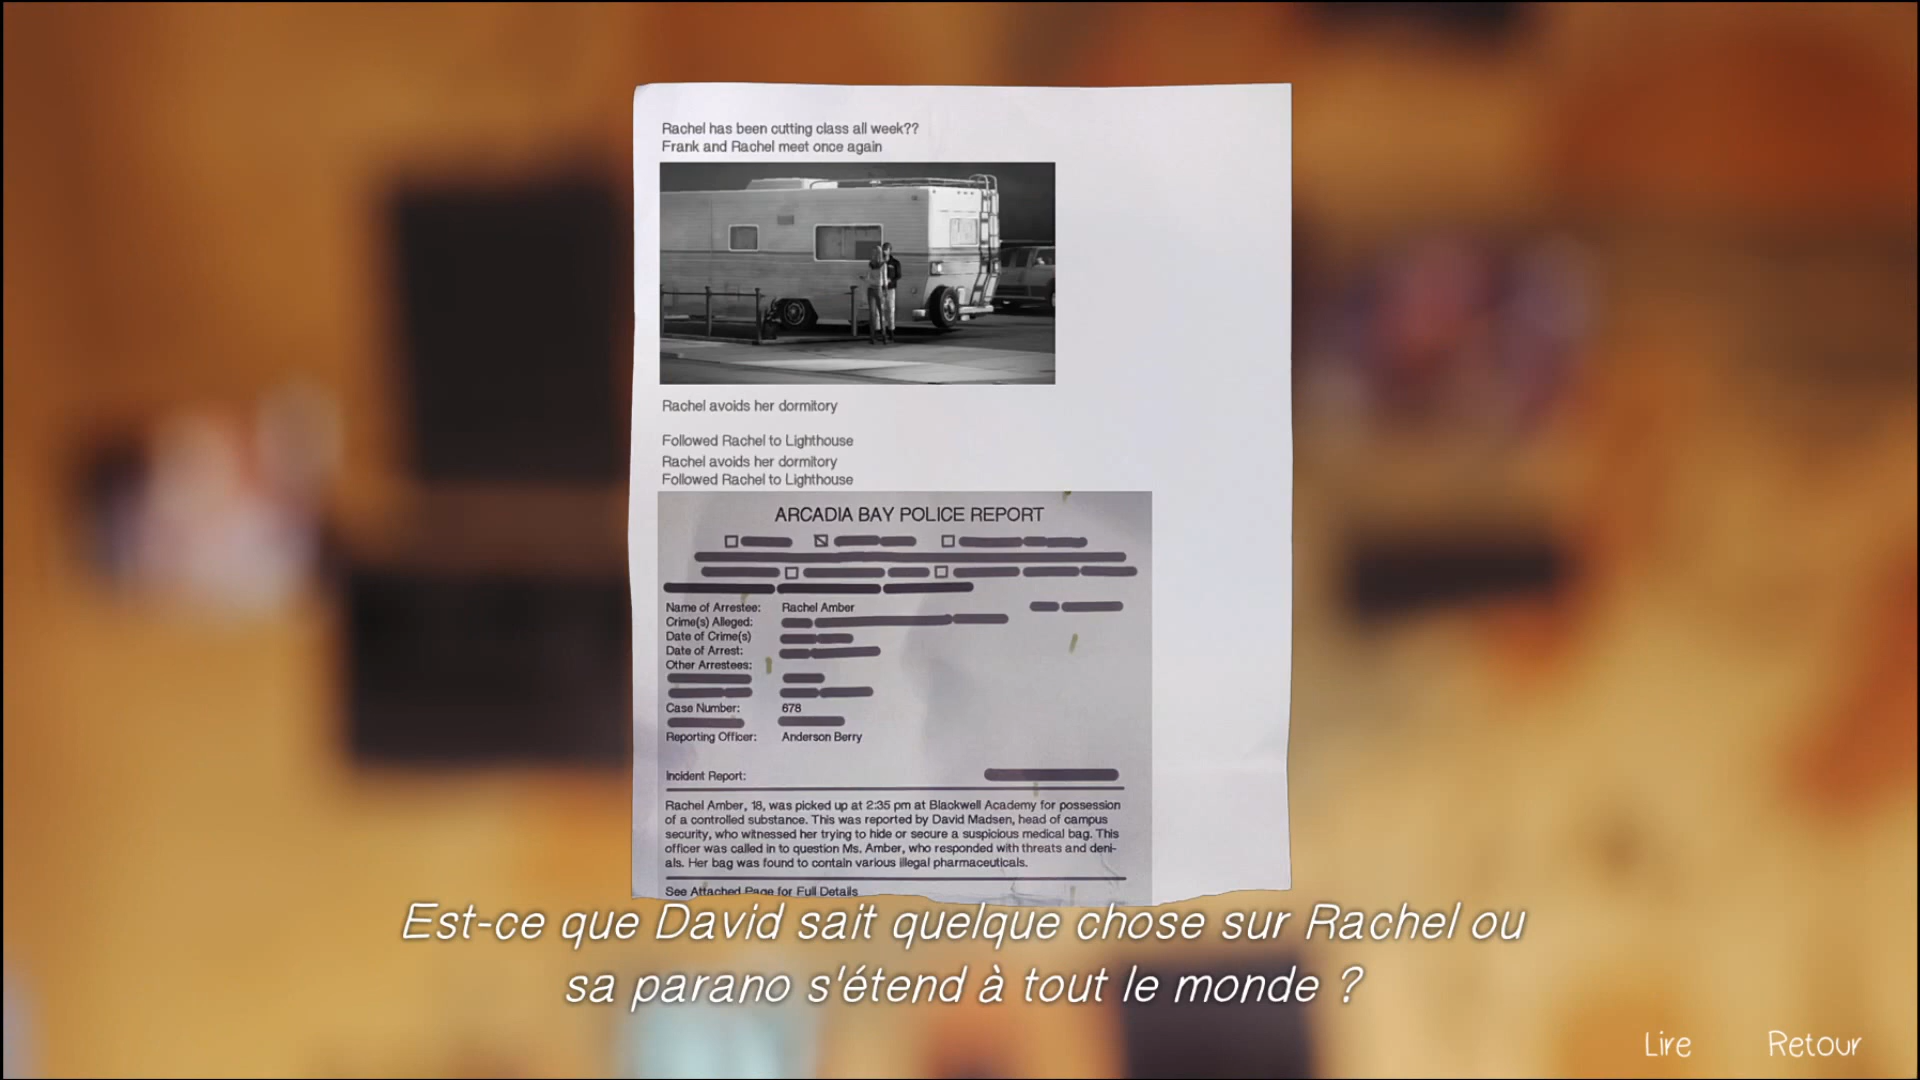 Rachel has been cutting class all week??
Frank and Rachel meet once again
Rachel avoids her dormitory
Followed Rachel to Lighthouse
Rachel avoids her dormitory
Followed Rachel to Lighthouse
ARCADIA BAY POLICE REPORT
Name of Arrestee: Rachel Amber
Crime(s) Alleged:
Date of Crime(s)
Date of Arrest:
Other Arrestees:
Case Number: 678
Reporting Officer: Anderson Berry
Incident Report:
Rachel Amber, 18, was picked up at 2:35 pm at Blackwell Academy for possession
of a controlled substance. This was reported by David Madsen, head of campus
security, who witnessed her trying to hide or secure a suspicious medical bag. This
officer was called in to question Ms. Amber, who responded with threats and deni-
als. Her bag was found to contain various illegal pharmaceuticals.
See Attached Page for Full Details
Est-ce que David sait quelque chose sur Rachel ou
sa parano s'étend à tout le monde ?
Lire Retour